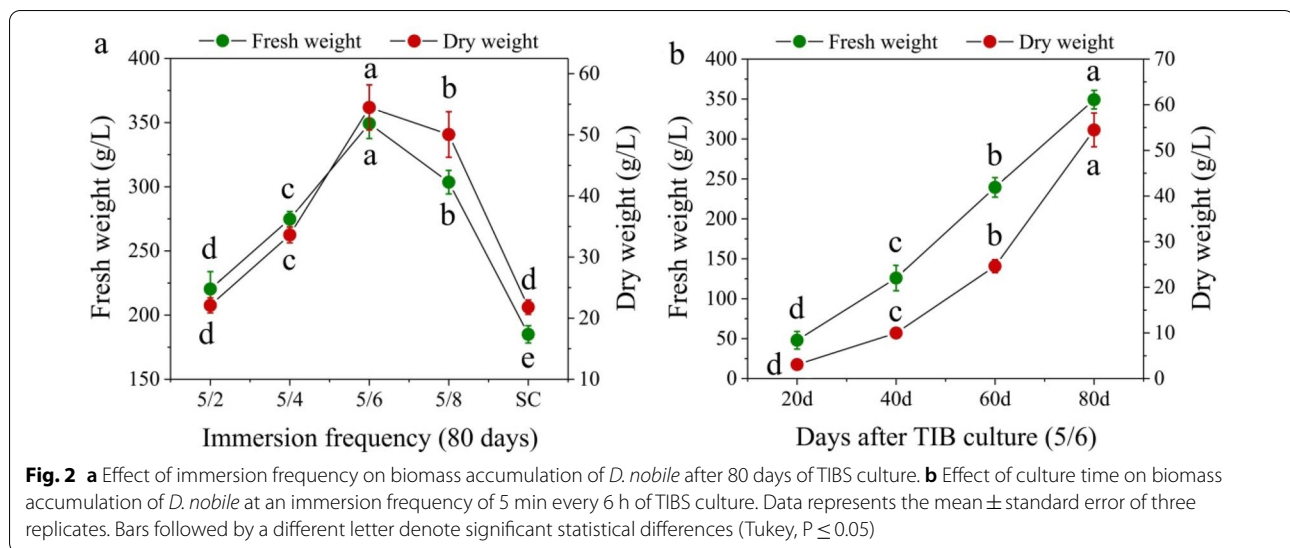 a
Fresh weight
Dry weight
400
350
300
250
200
150
Fresh weight (g/L)
60
50
40
30
20
10
Dry weight (g/L)
d
d
c
c
a
a
b
b
d
e
5/2 5/4 5/6 5/8 SC
Immersion frequency (80 days)
b
Fresh weight
Dry weight
400
350
300
250
200
150
100
50
0
Fresh weight (g/L)
70
60
50
40
30
20
10
0
Dry weight (g/L)
d
d
c
c
b
b
a
a
20d 40d 60d 80d
Days after TIB culture (5/6)
Fig. 2 a Effect of immersion frequency on biomass accumulation of D. nobile after 80 days of TIBS culture. b Effect of culture time on biomass
accumulation of D. nobile at an immersion frequency of 5 min every 6 h of TIBS culture. Data represents the mean ± standard error of three
replicates. Bars followed by a different letter denote significant statistical differences (Tukey, P ≤ 0.05)